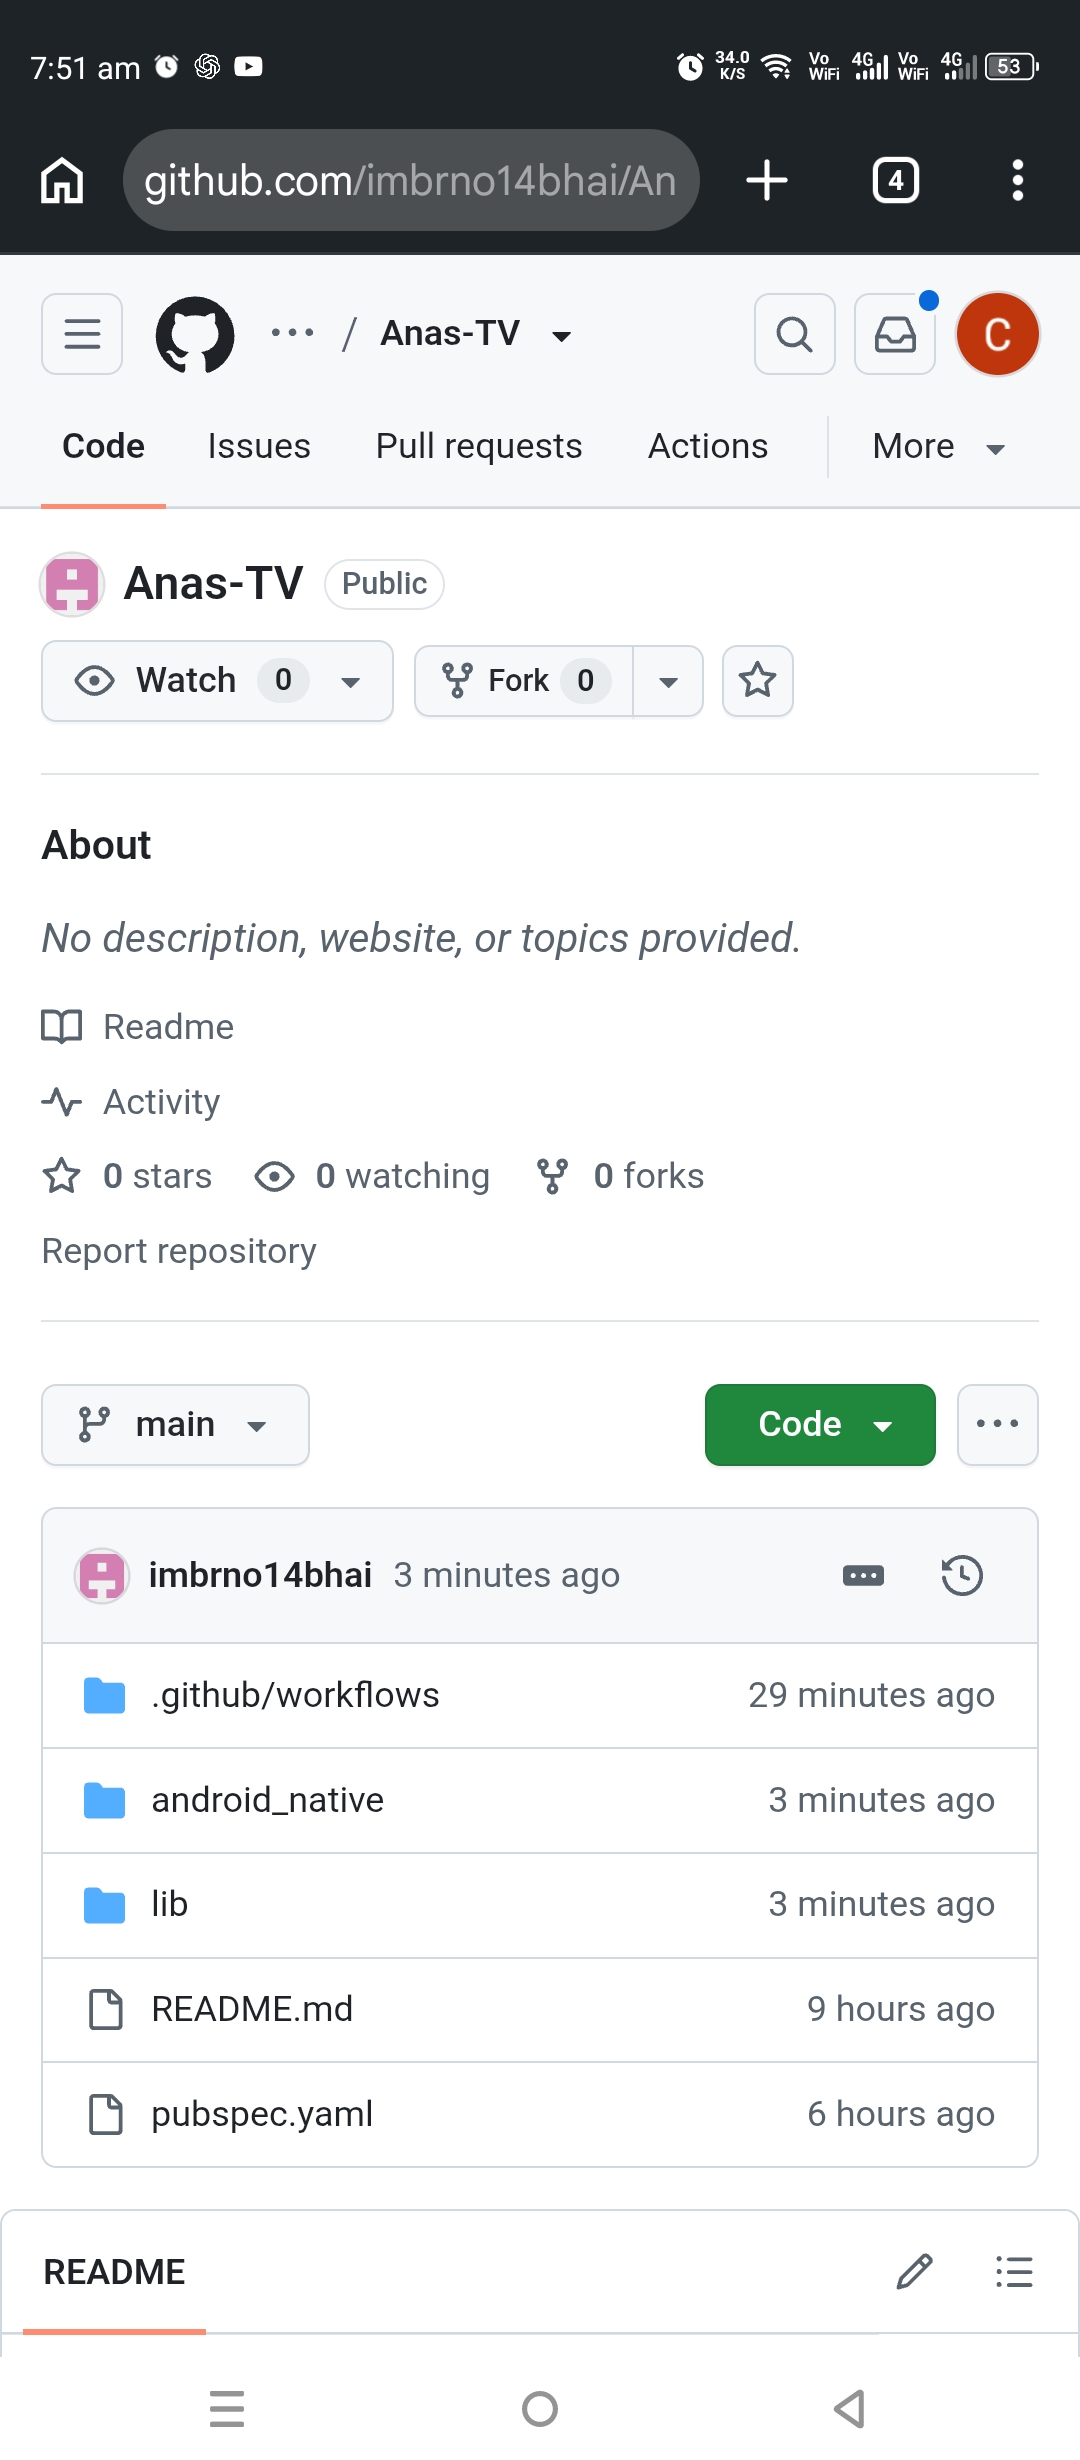 7:51 am 34.0 K/S Vo WiFi 4G Vo WiFi 4G 53
github.com/imbrno14bhai/An 4
/ Anas-TV C
Code Issues Pull requests Actions More
Anas-TV Public
Watch 0 Fork 0
About
No description, website, or topics provided.
Readme
Activity
0 stars 0 watching 0 forks
Report repository
main Code
imbrno14bhai 3 minutes ago
.github/workflows 29 minutes ago
android_native 3 minutes ago
lib 3 minutes ago
README.md 9 hours ago
pubspec.yaml 6 hours ago
README